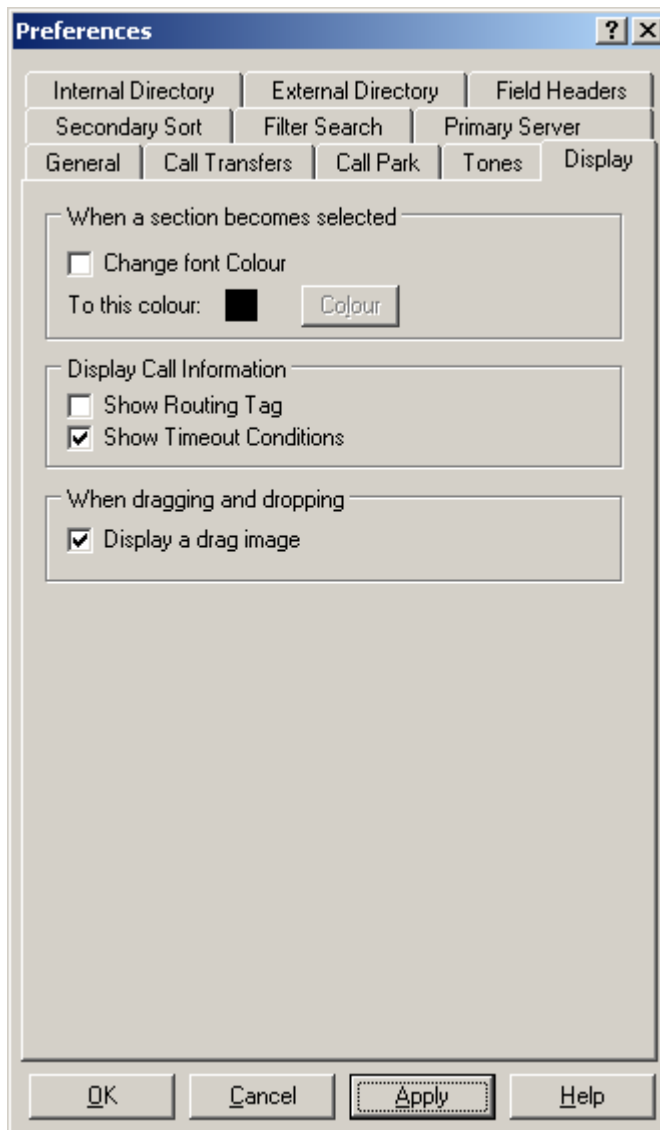 Preferences
Internal Directory External Directory Field Headers
Secondary Sort Filter Search Primary Server
General Call Transfers Call Park Tones Display
When a section becomes selected
Change font Colour
To this colour: Colour
Display Call Information
Show Routing Tag
Show Timeout Conditions
When dragging and dropping
Display a drag image
OK Cancel Apply Help